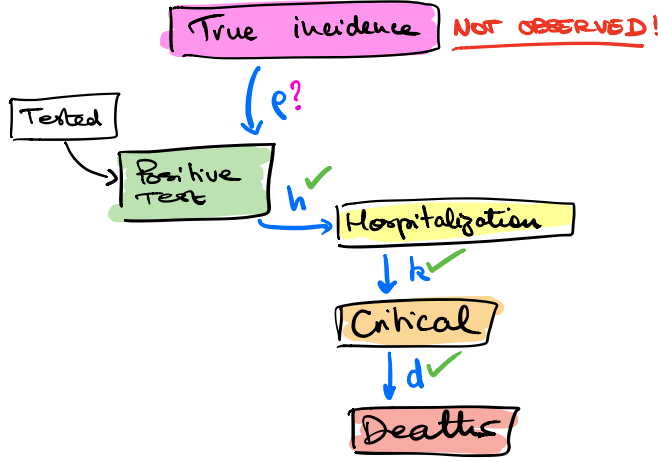 True incidence
NOT OBSERVED!
ρ?
Tested
Positive
TEST
h
Hospitalization
k
Critical
d
Deaths